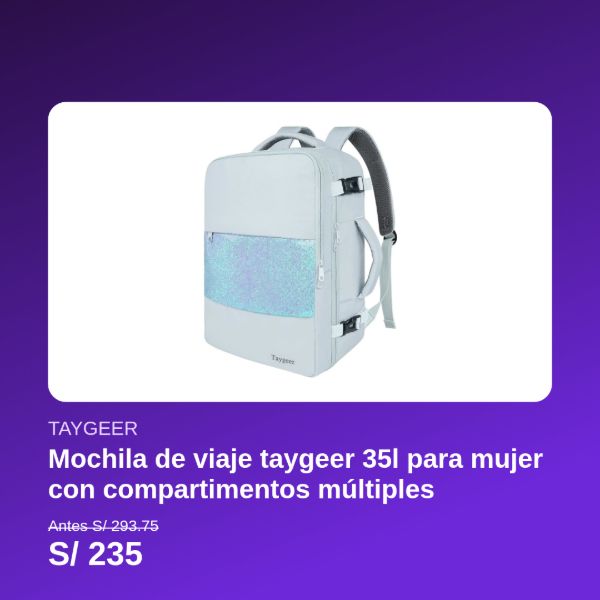 Taygeer
TAYGEER
Mochila de viaje taygeer 35l para mujer
con compartimentos múltiples
Antes S/ 293.75
S/ 235